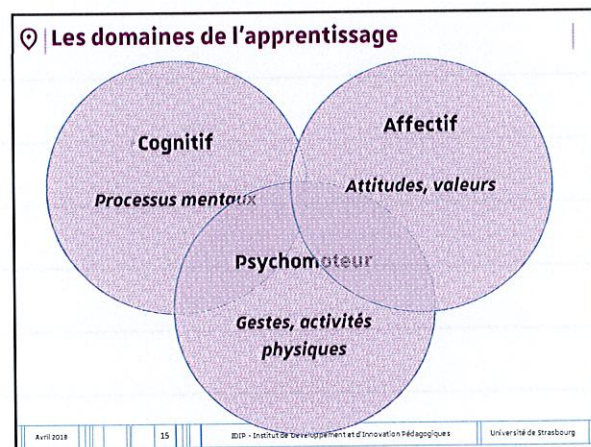 Les domaines de l'apprentissage
Cognitif
Processus mentaux
Affectif
Attitudes, valeurs
Psychomoteur
Gestes, activités
physiques
Avril 2018
15
IDIP - Institut de Développement et d'Innovation Pédagogiques
Université de Strasbourg